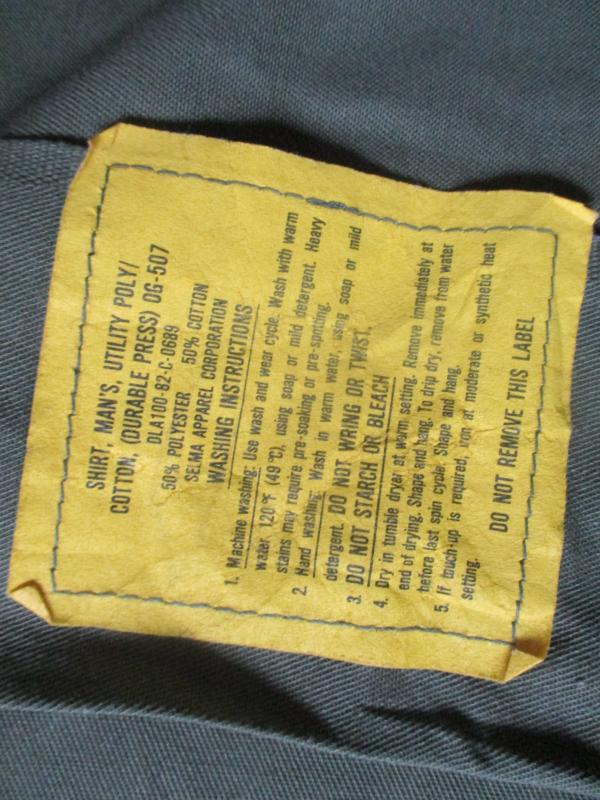 SHIRT, MAN'S, UTILITY POLY/
COTTON, (DURABLE PRESS) OG-507
DLA100-82-C-0689
50% POLYESTER 50% COTTON
SELMA APPAREL CORPORATION
WASHING INSTRUCTIONS
1. Machine washing: Use wash and wear cycle. Wash with warm
water 120°F (49°C), using soap or mild detergent. Heavy
stains may require pre-soaking or pre-spotting.
2. Hand washing: Wash in warm water, using soap or mild
detergent. DO NOT WRING OR TWIST.
3. DO NOT STARCH OR BLEACH
4. Dry in tumble dryer at warm setting. Remove immediately at
end of drying. Shape and hang. To drip dry, remove from water
before last spin cycle. Shape and hang.
5. If touch-up is required, iron at moderate or synthetic heat
setting.
DO NOT REMOVE THIS LABEL